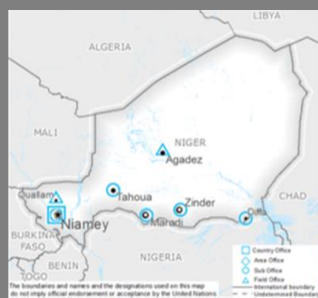 LIBYA
ALGERIA
MALI
NIGER
Agadez
CHAD
Ouallam
Tahoua
Zinder
Diffa
Niamey
Maradi
BURKINA
FASO
NIGERIA
BENIN
TOGO
Country Office
Area Office
Sub Office
Field Office
International boundary
Undetermined Boundary
The boundaries and names and the designations used on this map
do not imply official endorsement or acceptance by the United Nations